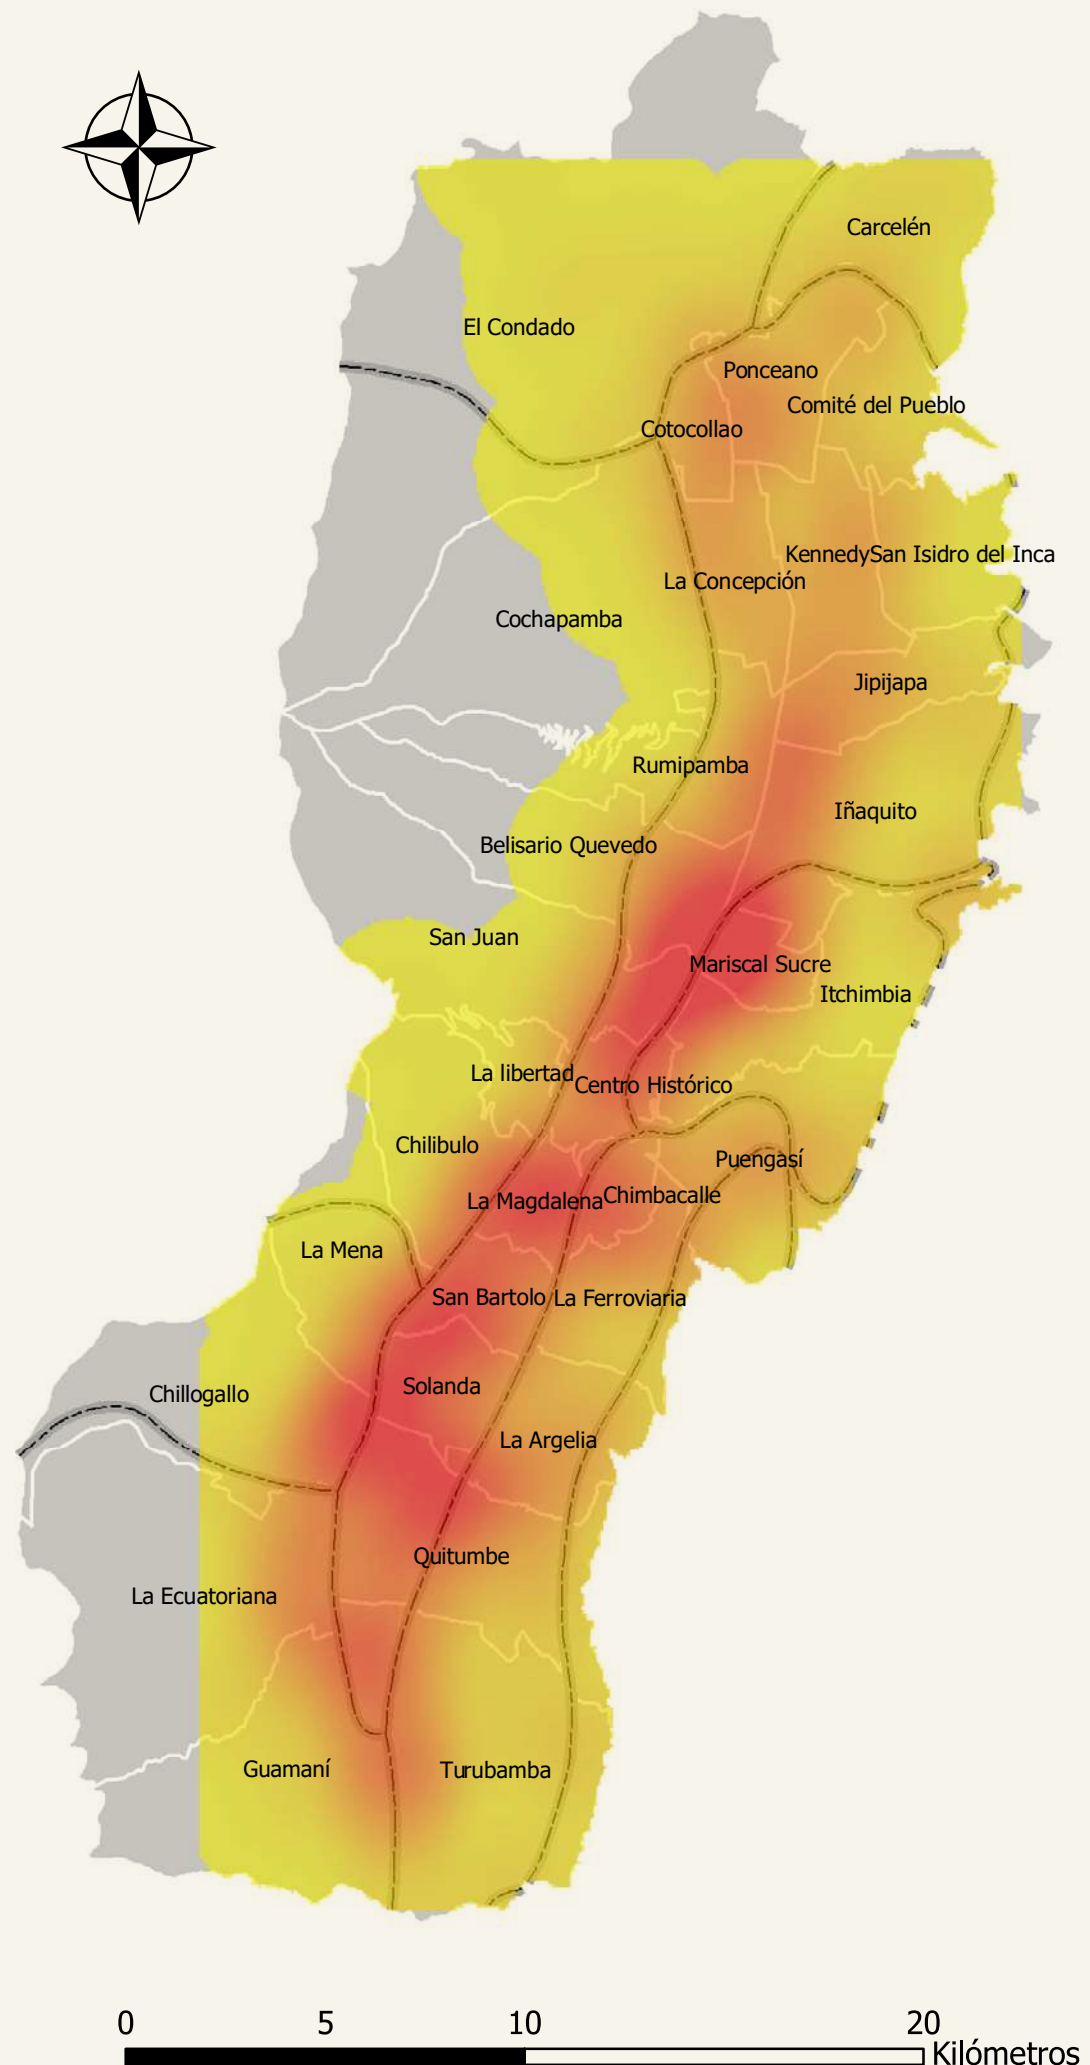 Carcelén
El Condado
Ponceano
Comité del Pueblo
Cotocollao
Kennedy
San Isidro del Inca
La Concepción
Cochapamba
Jipijapa
Rumipamba
Iñaquito
Belisario Quevedo
San Juan
Mariscal Sucre
Itchimbia
La libertad
Centro Histórico
Chilibulo
Puengasí
La Magdalena
Chimbacalle
La Mena
San Bartolo
La Ferroviaria
Solanda
Chillogallo
La Argelia
Quitumbe
La Ecuatoriana
Guamaní
Turubamba
0 5 10 20
Kilómetros